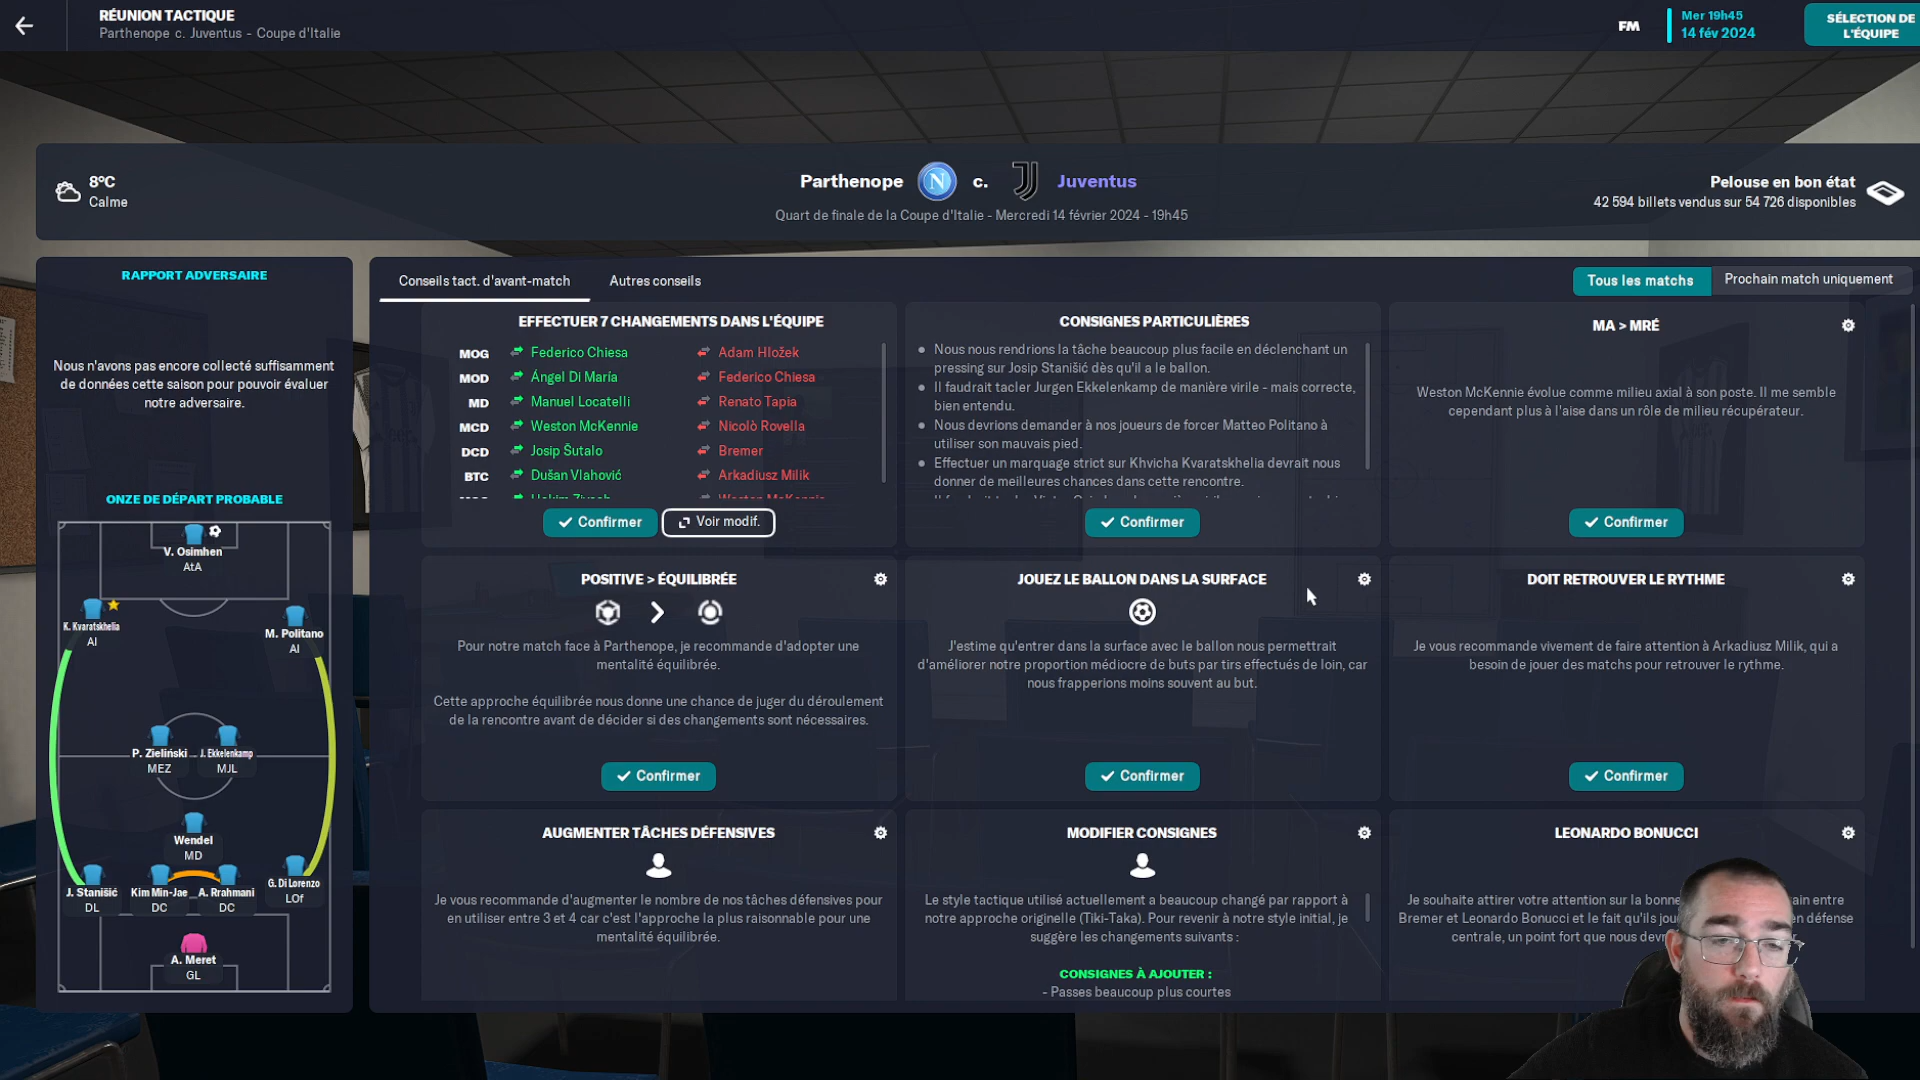 RÉUNION TACTIQUE
Parthenope c. Juventus - Coupe d'Italie
FM
Mer 19h45
14 fév 2024
SÉLECTION DE
L'ÉQUIPE
8°C
Calme
Parthenope
N
c.
Juventus
Quart de finale de la Coupe d'Italie - Mercredi 14 février 2024 - 19h45
Pelouse en bon état
42 594 billets vendus sur 54 726 disponibles
RAPPORT ADVERSAIRE
Nous n'avons pas encore collecté suffisamment
de données cette saison pour pouvoir évaluer
notre adversaire.
ONZE DE DÉPART PROBABLE
V. Osimhen
AtA
K. Kvaratskhelia
AI
M. Politano
AI
P. Zieliński
MEZ
J. Ekkelenkamp
MJL
Wendel
MD
J. Stanišić
DL
Kim Min-Jae
DC
A. Rrahmani
DC
G. Di Lorenzo
LOf
A. Meret
GL
Conseils tact. d'avant-match
Autres conseils
Tous les matchs
Prochain match uniquement
EFFECTUER 7 CHANGEMENTS DANS L'ÉQUIPE
MOG Federico Chiesa Adam Hložek
MOD Ángel Di María Federico Chiesa
MD Manuel Locatelli Renato Tapia
MCD Weston McKennie Nicolò Rovella
DCD Josip Šutalo Bremer
BTC Dušan Vlahović Arkadiusz Milik
Confirmer
Voir modif.
CONSIGNES PARTICULIÈRES
Nous nous rendrions la tâche beaucoup plus facile en déclenchant un
pressing sur Josip Stanišić dès qu'il a le ballon.
Il faudrait tacler Jurgen Ekkelenkamp de manière virile - mais correcte,
bien entendu.
Nous devrions demander à nos joueurs de forcer Matteo Politano à
utiliser son mauvais pied.
Effectuer un marquage strict sur Khvicha Kvaratskhelia devrait nous
donner de meilleures chances dans cette rencontre.
Confirmer
MA > MRÉ
Weston McKennie évolue comme milieu axial à son poste. Il me semble
cependant plus à l'aise dans un rôle de milieu récupérateur.
Confirmer
POSITIVE > ÉQUILIBRÉE
Pour notre match face à Parthenope, je recommande d'adopter une
mentalité équilibrée.
Cette approche équilibrée nous donne une chance de juger du déroulement
de la rencontre avant de décider si des changements sont nécessaires.
Confirmer
JOUEZ LE BALLON DANS LA SURFACE
J'estime qu'entrer dans la surface avec le ballon nous permettrait
d'améliorer notre proportion médiocre de buts par tirs effectués de loin, car
nous frapperions moins souvent au but.
Confirmer
DOIT RETROUVER LE RYTHME
Je vous recommande vivement de faire attention à Arkadiusz Milik, qui a
besoin de jouer des matchs pour retrouver le rythme.
Confirmer
AUGMENTER TÂCHES DÉFENSIVES
Je vous recommande d'augmenter le nombre de nos tâches défensives pour
en utiliser entre 3 et 4 car c'est l'approche la plus raisonnable pour une
mentalité équilibrée.
MODIFIER CONSIGNES
Le style tactique utilisé actuellement a beaucoup changé par rapport à
notre approche originelle (Tiki-Taka). Pour revenir à notre style initial, je
suggère les changements suivants :
CONSIGNES À AJOUTER :
- Passes beaucoup plus courtes
LEONARDO BONUCCI
Je souhaite attirer votre attention sur la bonne ain entre
Bremer et Leonardo Bonucci et le fait qu'ils jou en défense
centrale, un point fort que nous